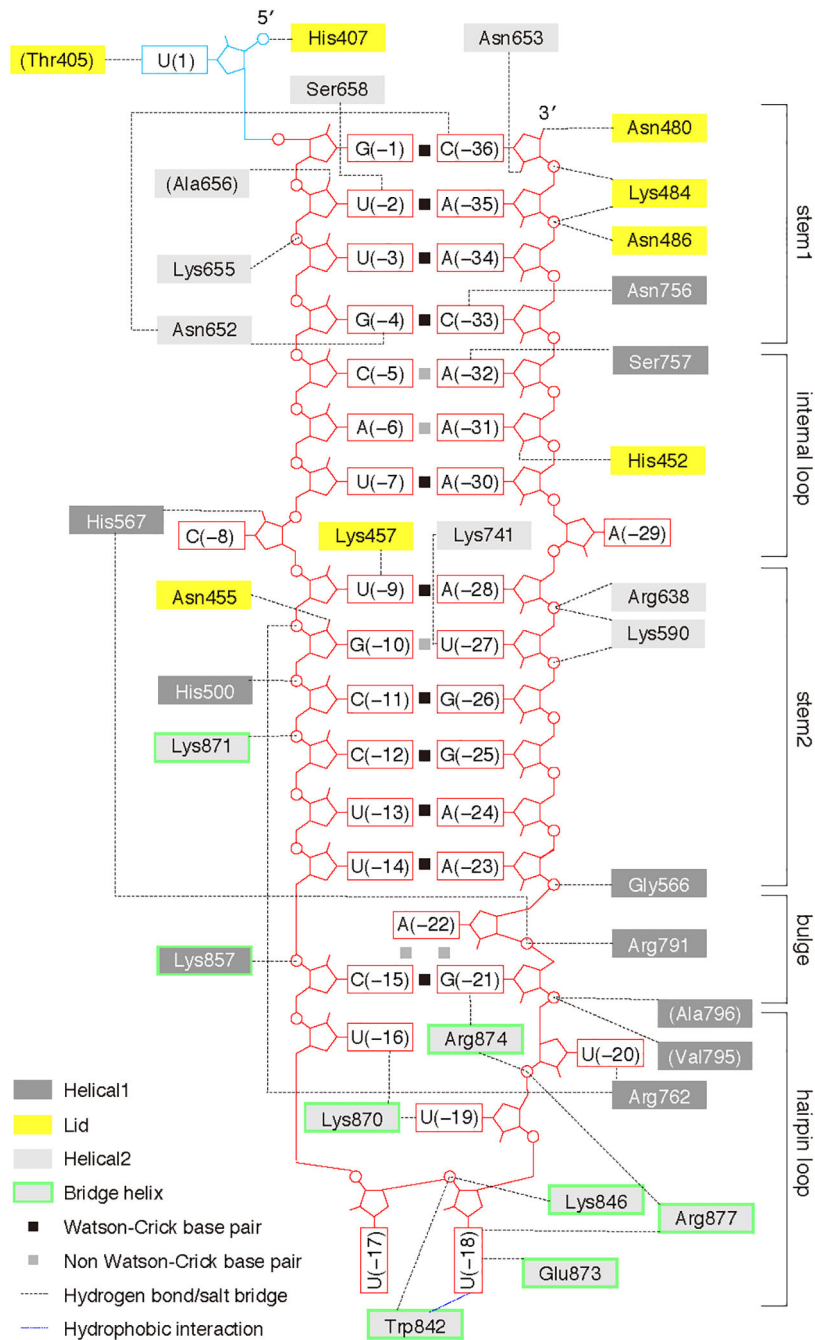 5′
His407
Asn653
(Thr405)
U(1)
Ser658
3′
Asn480
G(−1)
C(−36)
(Ala656)
U(−2)
A(−35)
Lys484
Asn486
Lys655
U(−3)
A(−34)
stem1
Asn756
Asn652
G(−4)
C(−33)
Ser757
C(−5)
A(−32)
A(−6)
A(−31)
internal loop
His452
U(−7)
A(−30)
His567
C(−8)
Lys457
Lys741
A(−29)
Asn455
U(−9)
A(−28)
Arg638
Lys590
G(−10)
U(−27)
His500
C(−11)
G(−26)
stem2
Lys871
C(−12)
G(−25)
U(−13)
A(−24)
U(−14)
A(−23)
Gly566
A(−22)
Arg791
bulge
Lys857
C(−15)
G(−21)
(Ala796)
U(−16)
Arg874
U(−20)
(Val795)
Arg762
Lys870
U(−19)
hairpin loop
Lys846
Arg877
U(−17)
U(−18)
Glu873
Trp842
Helical1
Lid
Helical2
Bridge helix
Watson-Crick base pair
Non Watson-Crick base pair
Hydrogen bond/salt bridge
Hydrophobic interaction